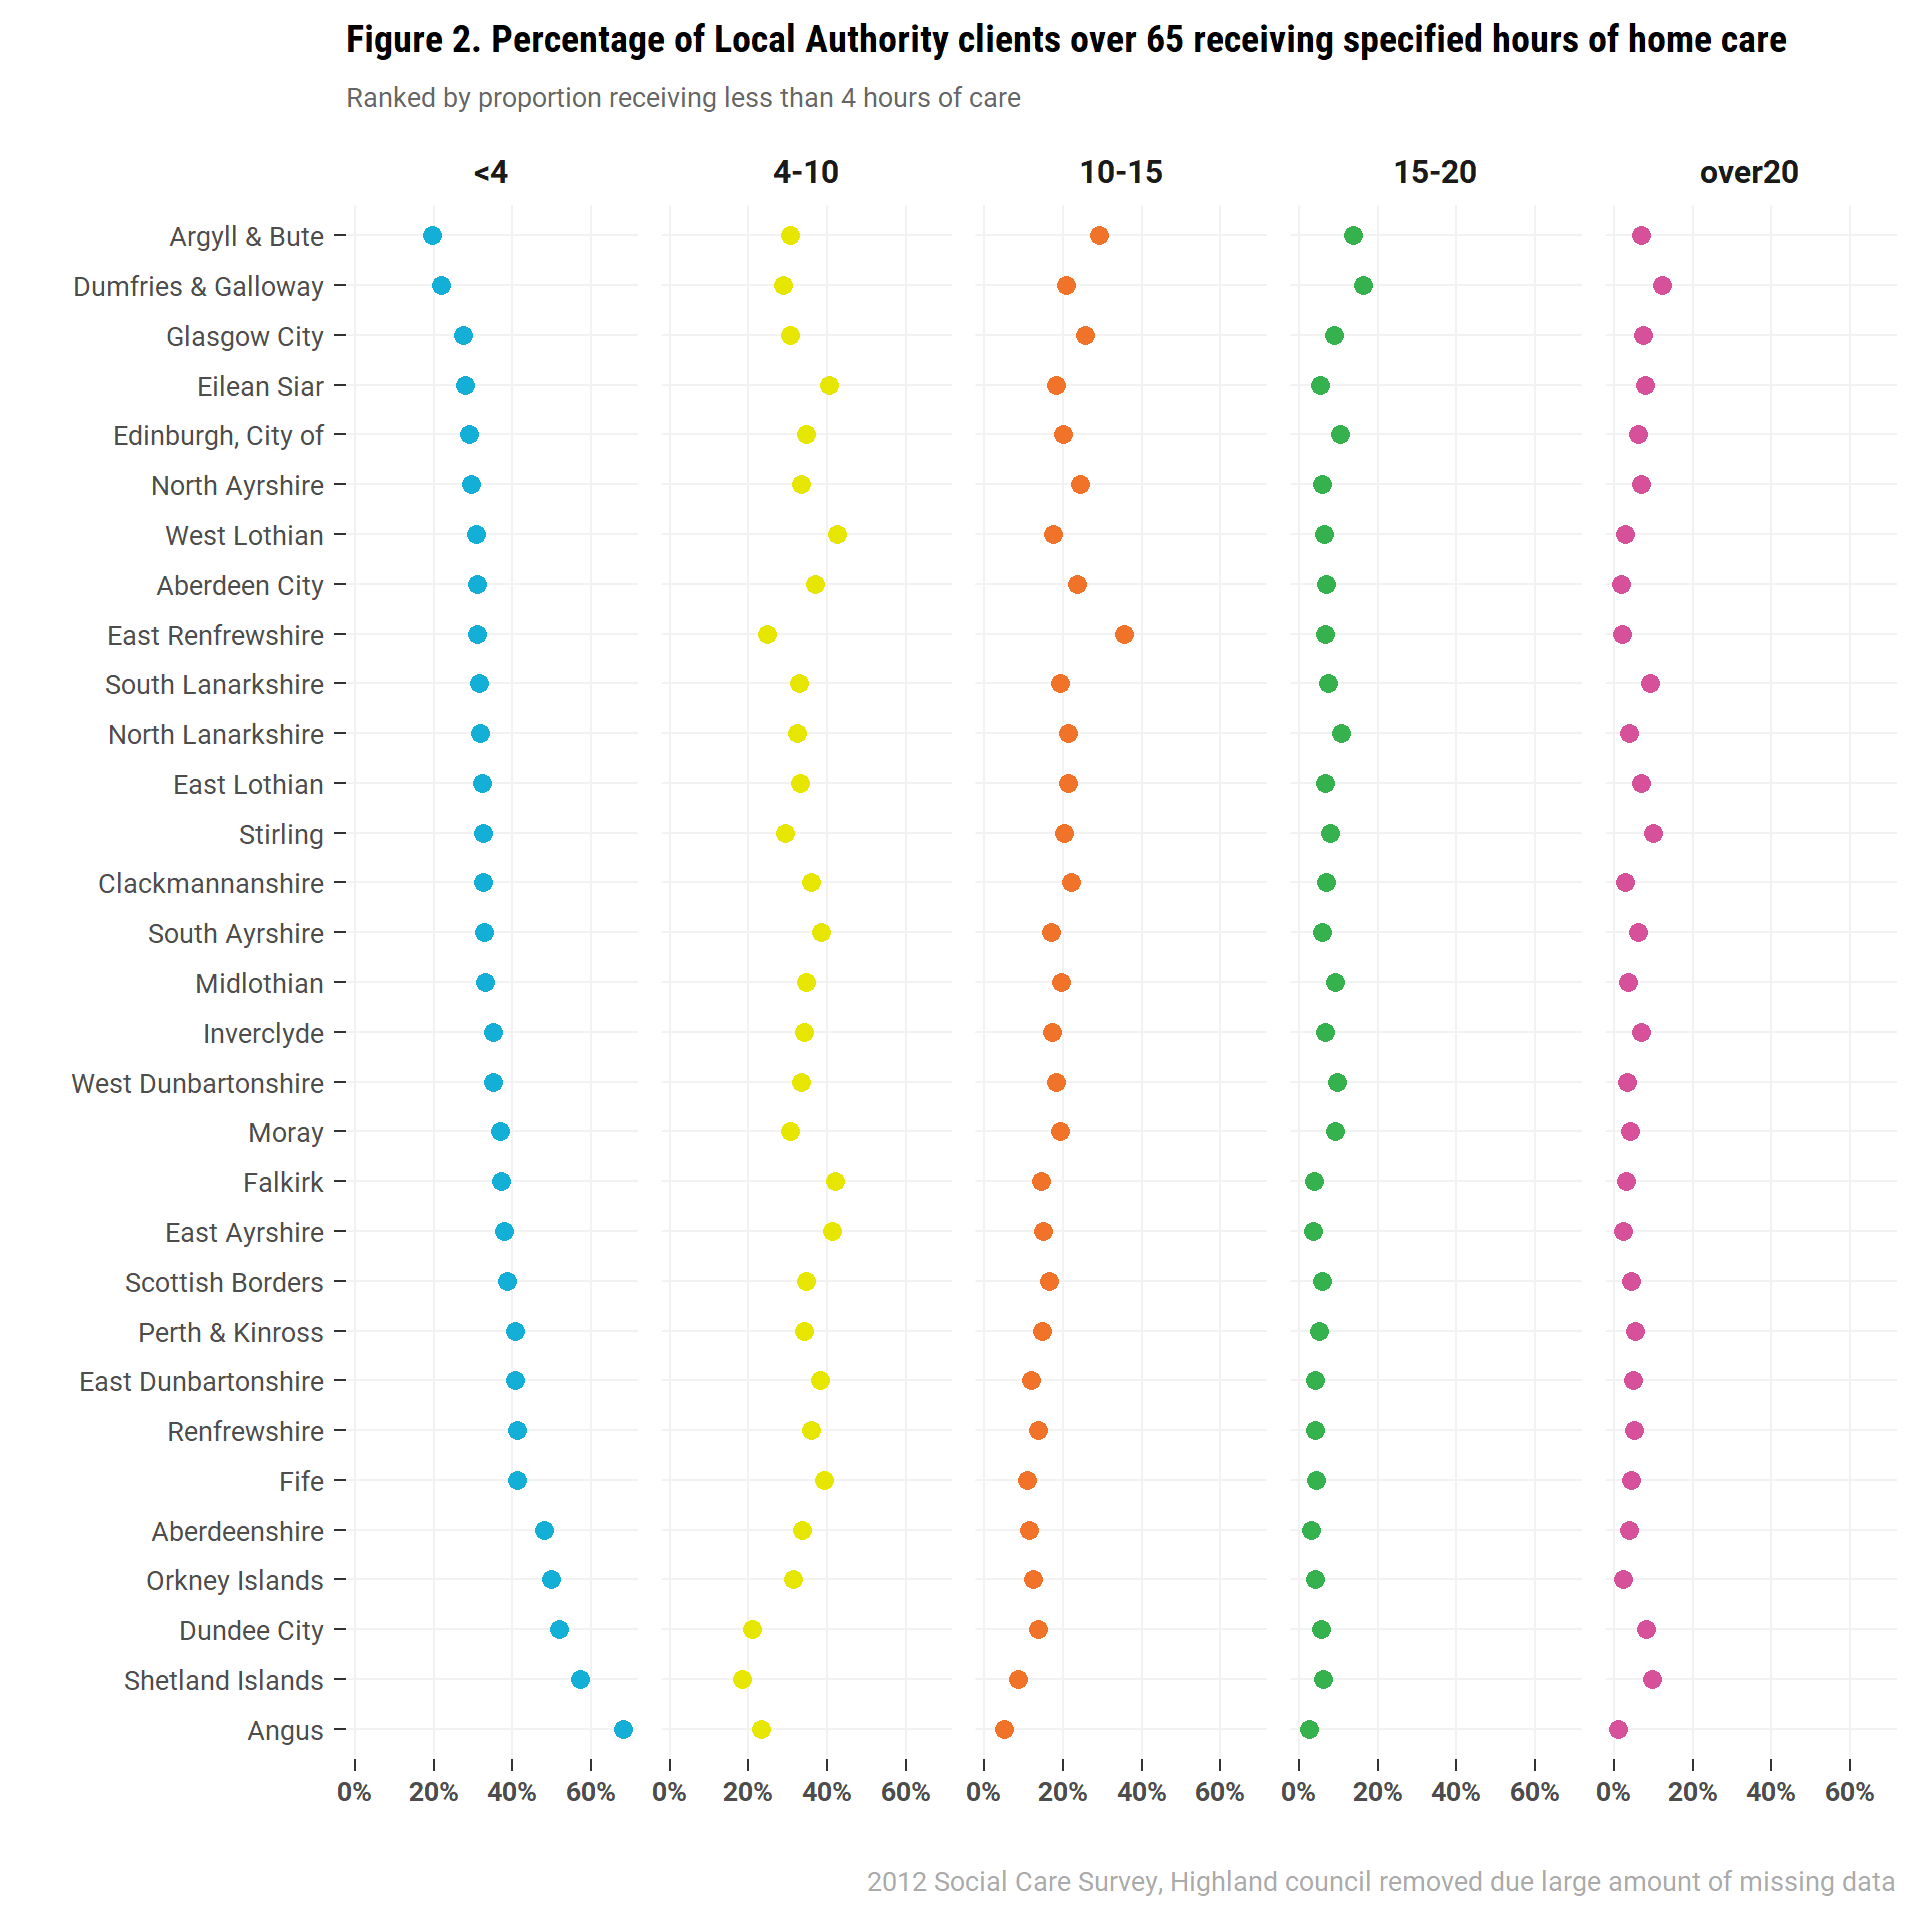 Figure 2. Percentage of Local Authority clients over 65 receiving specified hours of home care
Ranked by proportion receiving less than 4 hours of care
<4 4-10 10-15 15-20 over20
Argyll & Bute
Dumfries & Galloway
Glasgow City
Eilean Siar
Edinburgh, City of
North Ayrshire
West Lothian
Aberdeen City
East Renfrewshire
South Lanarkshire
North Lanarkshire
East Lothian
Stirling
Clackmannanshire
South Ayrshire
Midlothian
Inverclyde
West Dunbartonshire
Moray
Falkirk
East Ayrshire
Scottish Borders
Perth & Kinross
East Dunbartonshire
Renfrewshire
Fife
Aberdeenshire
Orkney Islands
Dundee City
Shetland Islands
Angus
0% 20% 40% 60% 0% 20% 40% 60% 0% 20% 40% 60% 0% 20% 40% 60% 0% 20% 40% 60%
2012 Social Care Survey, Highland council removed due large amount of missing data